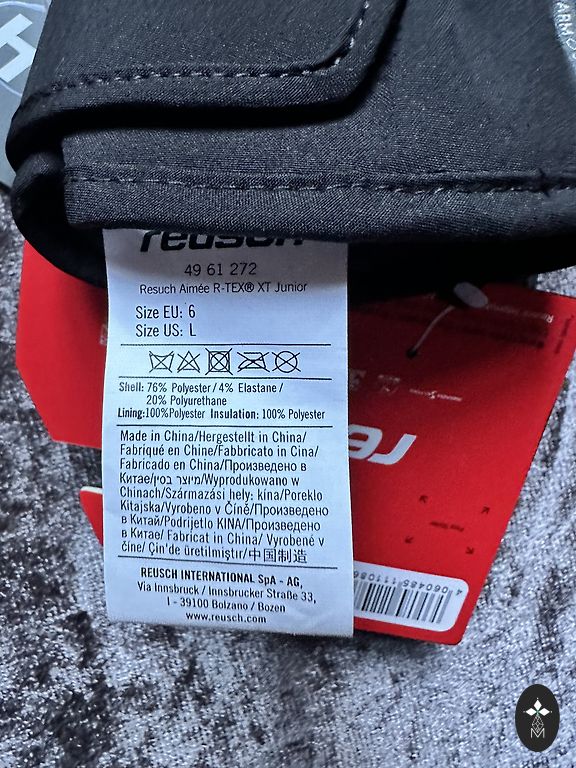 reusch
49 61 272
Resuch Aimée R-TEX® XT Junior
Size EU: 6
Size US: L
Shell: 76% Polyester / 4% Elastane /
20% Polyurethane
Lining:100%Polyester Insulation: 100% Polyester
Made in China/Hergestellt in China/
Fabriqué en Chine/Fabbricato in Cina/
Fabricado en China/Произведено в
Китае/מיוצר בסין/Wyprodukowano w
Chinach/Származási hely: kína/Poreklo
Kitajska/Vyrobeno v Číně/Произведено
в Китай/Podrijetlo KINA/Произведено
в Китае/ Fabricat in China/ Vyrobené v
číne/ Çin'de üretilmiştir/中国制造
REUSCH INTERNATIONAL SpA - AG,
Via Innsbruck / Innsbrucker Straße 33,
I - 39100 Bolzano / Bozen
www.reusch.com
re
M